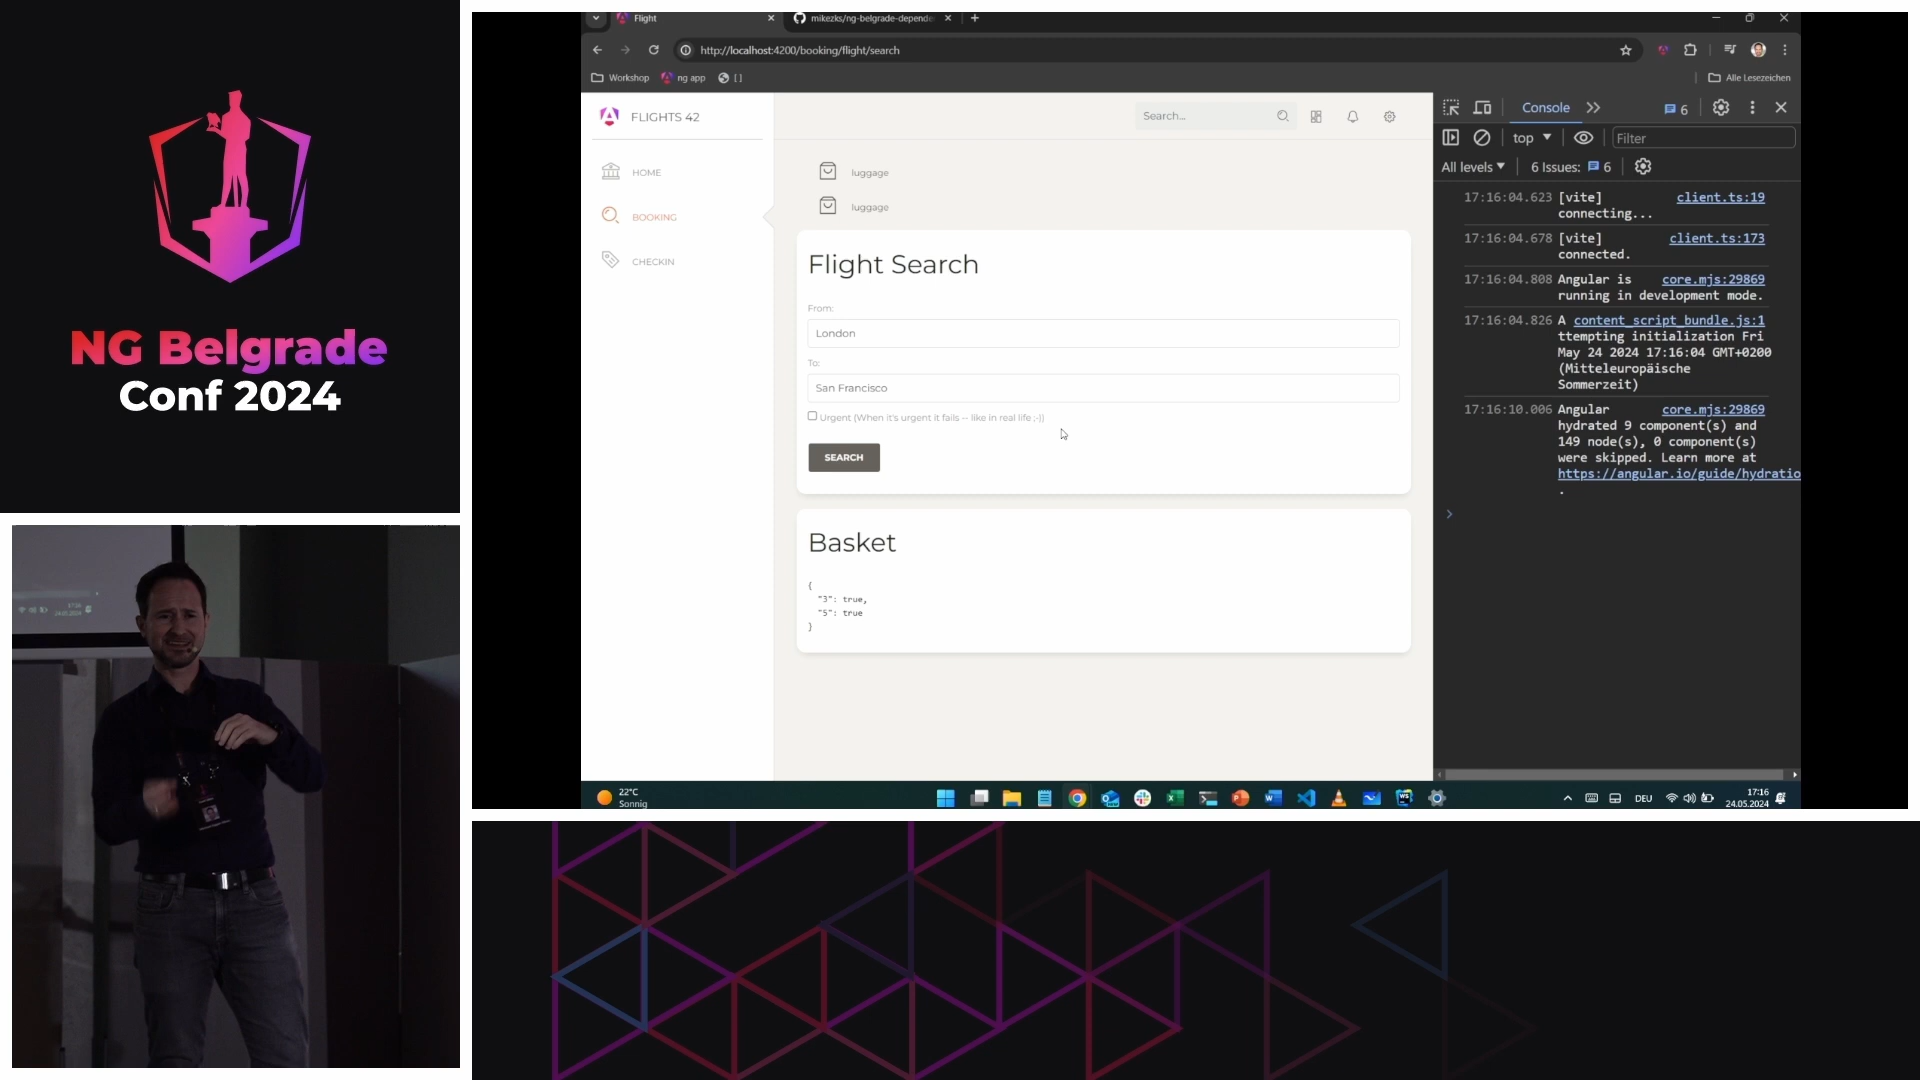 NG Belgrade
Conf 2024
Flight
mikezks/ng-belgrade-depende
http://localhost:4200/booking/flight/search
Workshop
ng app
[ ]
Alle Lesezeichen
FLIGHTS 42
HOME
BOOKING
CHECKIN
Search...
luggage
luggage
Flight Search
From:
London
To:
San Francisco
Urgent (When it's urgent it fails -- like in real life ;-))
SEARCH
Basket
{
"3": true,
"5": true
}
Console
6
top
Filter
All levels
6 Issues:
6
17:16:04.623 [vite] client.ts:19
connecting...
17:16:04.678 [vite] client.ts:173
connected.
17:16:04.808 Angular is core.mjs:29869
running in development mode.
17:16:04.826 A content_script_bundle.js:1
ttempting initialization Fri
May 24 2024 17:16:04 GMT+0200
(Mitteleuropäische
Sommerzeit)
17:16:10.006 Angular core.mjs:29869
hydrated 9 component(s) and
149 node(s), 0 component(s)
were skipped. Learn more at
https://angular.io/guide/hydratio
.
22°C
Sonnig
DEU
17:16
24.05.2024